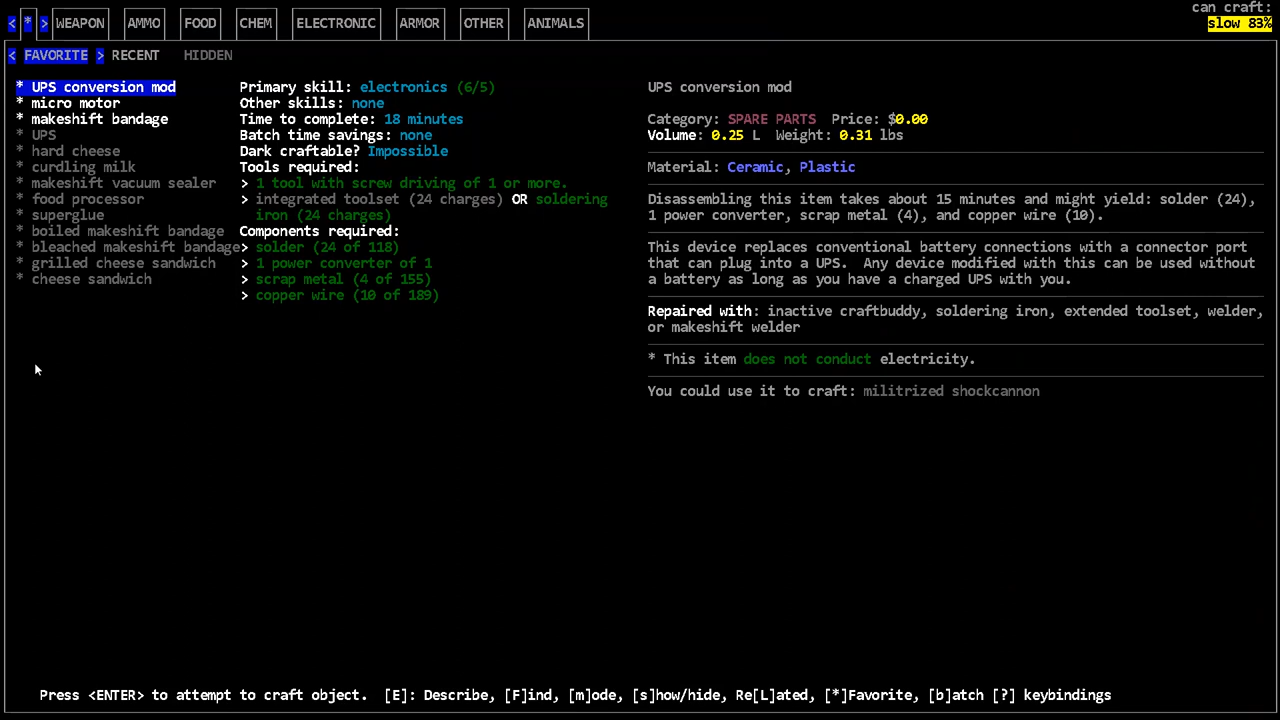 can craft:
< * > WEAPON AMMO FOOD CHEM ELECTRONIC ARMOR OTHER ANIMALS slow 83%
< FAVORITE > RECENT HIDDEN
* UPS conversion mod
* micro motor
* makeshift bandage
* UPS
* hard cheese
* curdling milk
* makeshift vacuum sealer
* food processor
* superglue
* boiled makeshift bandage
* bleached makeshift bandage
* grilled cheese sandwich
* cheese sandwich
Primary skill: electronics (6/5)
Other skills: none
Time to complete: 18 minutes
Batch time savings: none
Dark craftable? Impossible
Tools required:
> 1 tool with screw driving of 1 or more.
> integrated toolset (24 charges) OR soldering
iron (24 charges)
Components required:
> solder (24 of 118)
> 1 power converter of 1
> scrap metal (4 of 155)
> copper wire (10 of 189)
UPS conversion mod
Category: SPARE PARTS Price: $0.00
Volume: 0.25 L Weight: 0.31 lbs
Material: Ceramic, Plastic
Disassembling this item takes about 15 minutes and might yield: solder (24),
1 power converter, scrap metal (4), and copper wire (10).
This device replaces conventional battery connections with a connector port
that can plug into a UPS. Any device modified with this can be used without
a battery as long as you have a charged UPS with you.
Repaired with: inactive craftbuddy, soldering iron, extended toolset, welder,
or makeshift welder
* This item does not conduct electricity.
You could use it to craft: militrized shockcannon
Press <ENTER> to attempt to craft object. [E]: Describe, [F]ind, [m]ode, [s]how/hide, Re[L]ated, [*]Favorite, [b]atch [?] keybindings